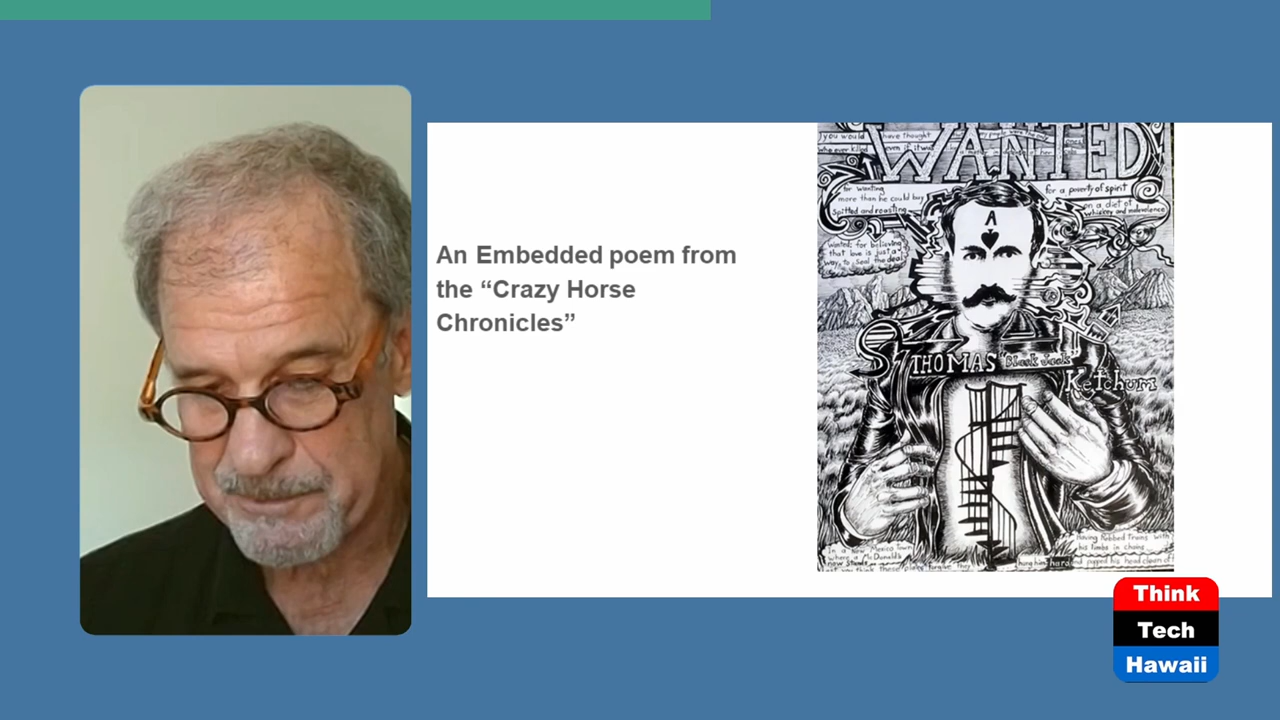 An Embedded poem from
the “Crazy Horse
Chronicles”
WANTED
you would have thought
who ever killed even if it was
for wanting
more than he could buy
spitted and roasting
for a poverty of spirit
on a diet of
whiskey and malevolence
Wanted: for believing
that love is just a
way to seal the deal
A
THOMAS "Black Jack"
Ketchum
In a New Mexico Town
where a McDonald's
now stands
Having Robbed Trains with
his limbs in chains
hung him hard and popped his head clean off
Think
Tech
Hawaii